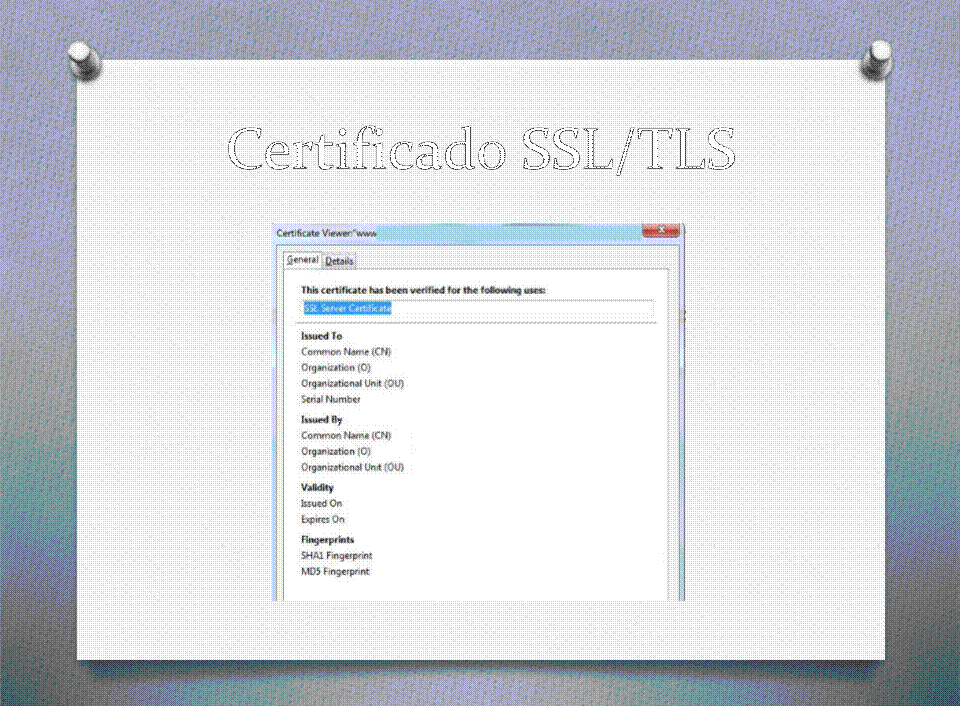 Certificado SSL/TLS
Certificate Viewer:"www
General Details
This certificate has been verified for the following uses:
SSL Server Certificate
Issued To
Common Name (CN)
Organization (O)
Organizational Unit (OU)
Serial Number
Issued By
Common Name (CN)
Organization (O)
Organizational Unit (OU)
Validity
Issued On
Expires On
Fingerprints
SHA1 Fingerprint
MD5 Fingerprint